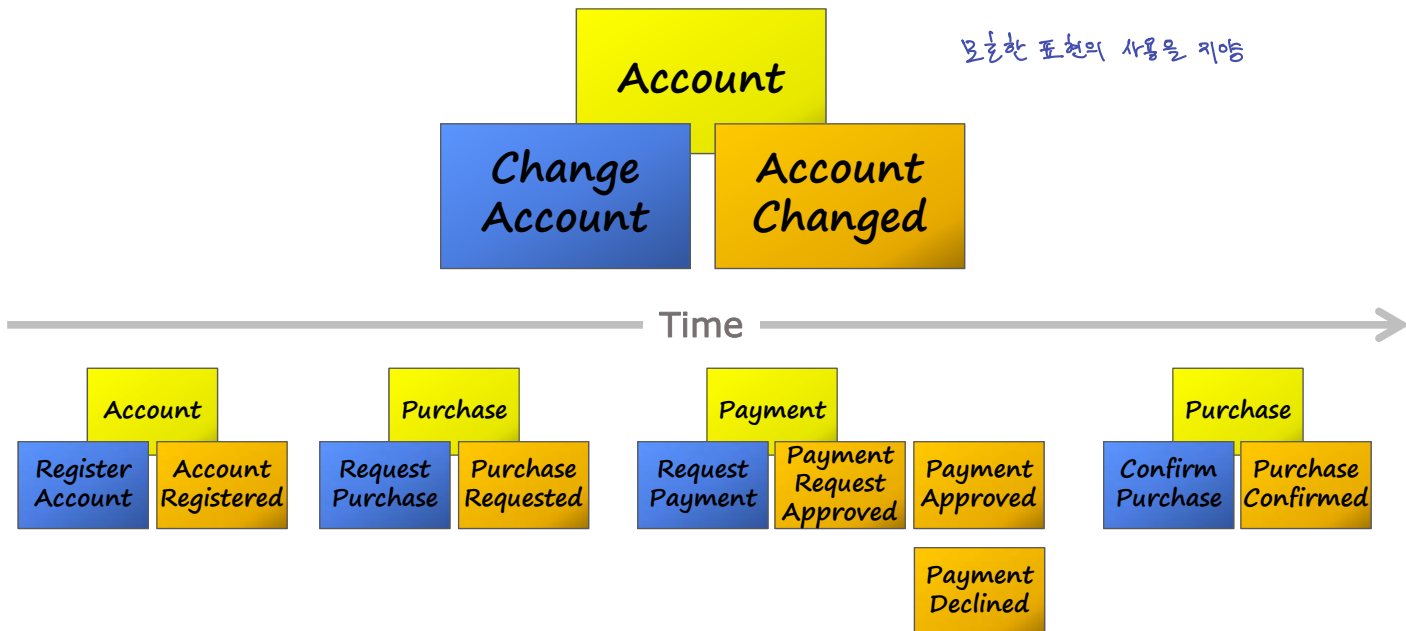 Account
모호한 표현의 사용을 지양
Change
Account
Account
Changed
Time
Account
Register
Account
Account
Registered
Purchase
Request
Purchase
Purchase
Requested
Payment
Request
Payment
Payment
Request
Approved
Payment
Approved
Payment
Declined
Purchase
Confirm
Purchase
Purchase
Confirmed